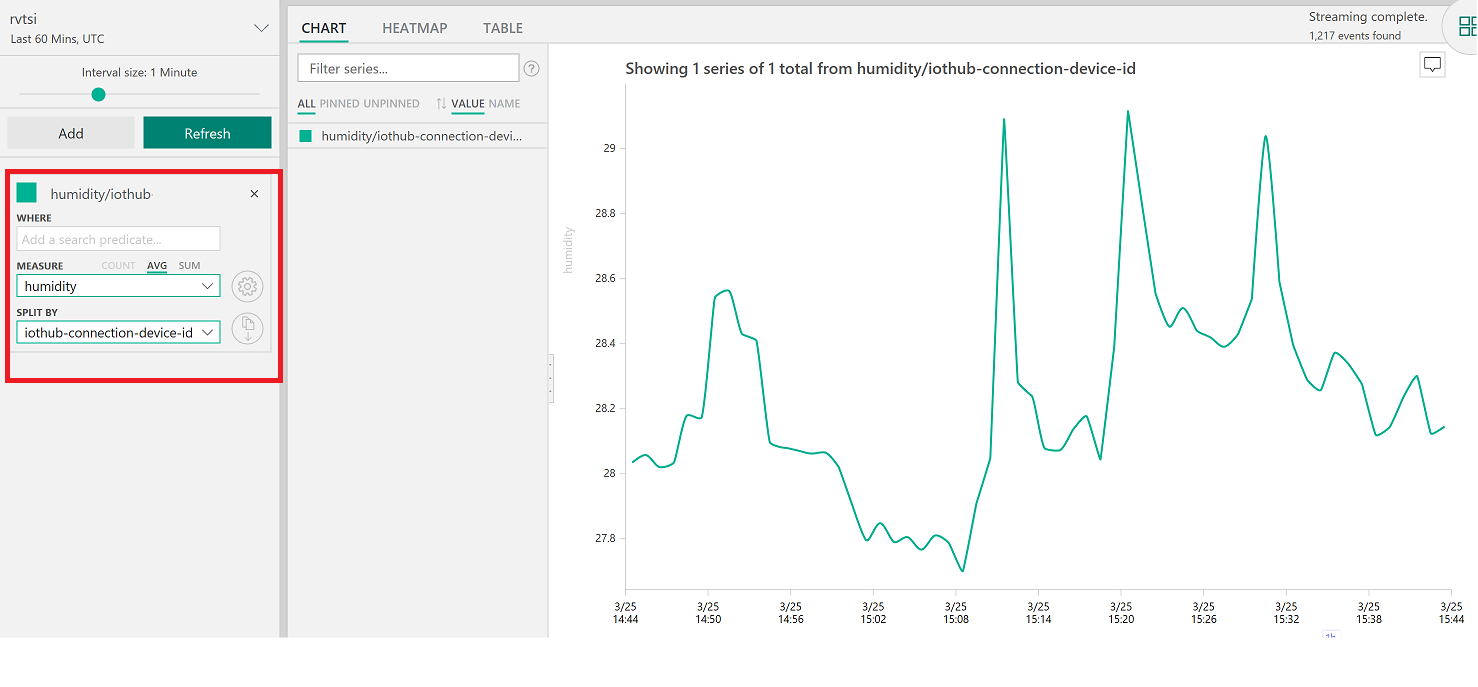 rvtsi
Last 60 Mins, UTC
Interval size: 1 Minute
Add
Refresh
humidity/iothub
WHERE
Add a search predicate...
MEASURE COUNT AVG SUM
humidity
SPLIT BY
iothub-connection-device-id
CHART HEATMAP TABLE
Streaming complete.
1,217 events found
Filter series...
?
ALL PINNED UNPINNED VALUE NAME
humidity/iothub-connection-devi...
Showing 1 series of 1 total from humidity/iothub-connection-device-id
humidity
29
28.8
28.6
28.4
28.2
28
27.8
3/25 3/25 3/25 3/25 3/25 3/25 3/25 3/25 3/25 3/25 3/25
14:44 14:50 14:56 15:02 15:08 15:14 15:20 15:26 15:32 15:38 15:44